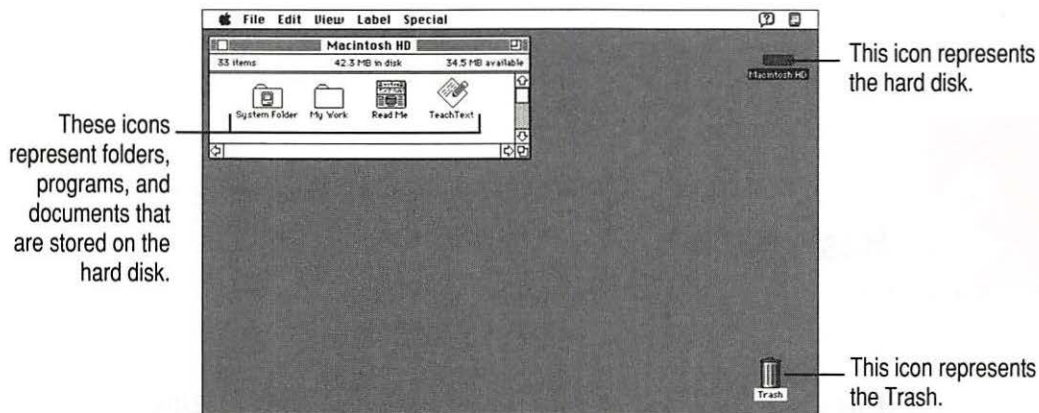 File Edit View Label Special
Macintosh HD
33 items 42.3 MB in disk 34.5 MB available
System Folder My Work Read Me TeachText
Macintosh HD
Trash
These icons
represent folders,
programs, and
documents that
are stored on the
hard disk.
This icon represents
the hard disk.
This icon represents
the Trash.